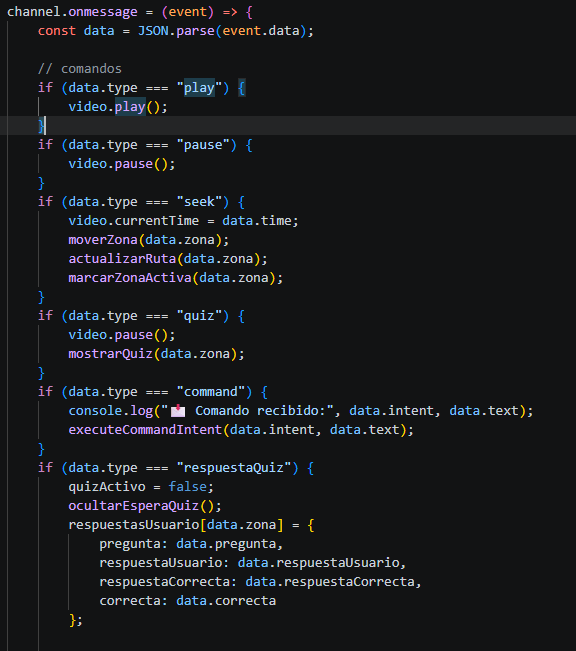 channel.onmessage = (event) => {
    const data = JSON.parse(event.data);
    // comandos
    if (data.type === "play") {
        video.play();
    }
    if (data.type === "pause") {
        video.pause();
    }
    if (data.type === "seek") {
        video.currentTime = data.time;
        moverZona(data.zona);
        actualizarRuta(data.zona);
        marcarZonaActiva(data.zona);
    }
    if (data.type === "quiz") {
        video.pause();
        mostrarQuiz(data.zona);
    }
    if (data.type === "command") {
        console.log("📩 Comando recibido:", data.intent, data.text);
        executeCommandIntent(data.intent, data.text);
    }
    if (data.type === "respuestaQuiz") {
        quizActivo = false;
        ocultarEsperaQuiz();
        respuestasUsuario[data.zona] = {
            pregunta: data.pregunta,
            respuestaUsuario: data.respuestaUsuario,
            respuestaCorrecta: data.respuestaCorrecta,
            correcta: data.correcta
        };